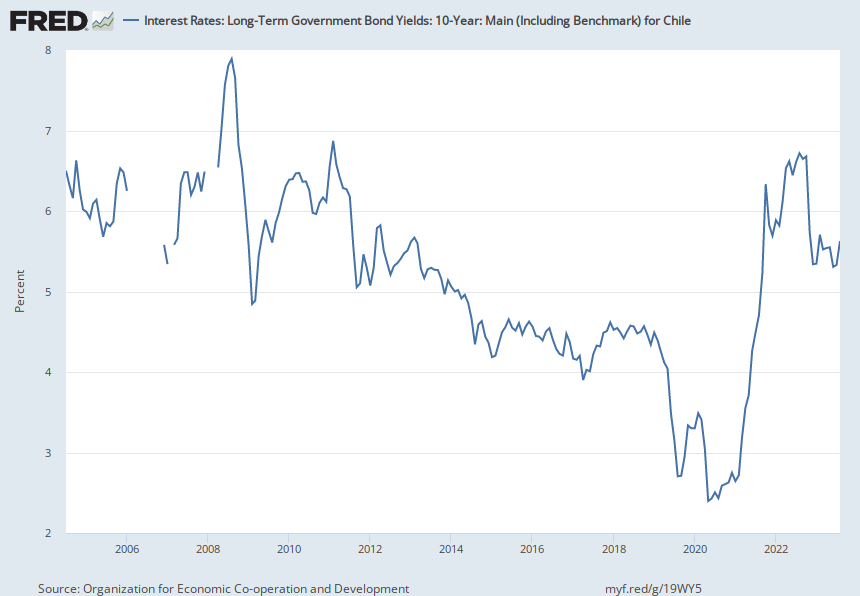 FRED Interest Rates: Long-Term Government Bond Yields: 10-Year: Main (Including Benchmark) for Chile
8
7
6
5
4
3
2
Percent
2006 2008 2010 2012 2014 2016 2018 2020 2022
Source: Organization for Economic Co-operation and Development myf.red/g/19WY5